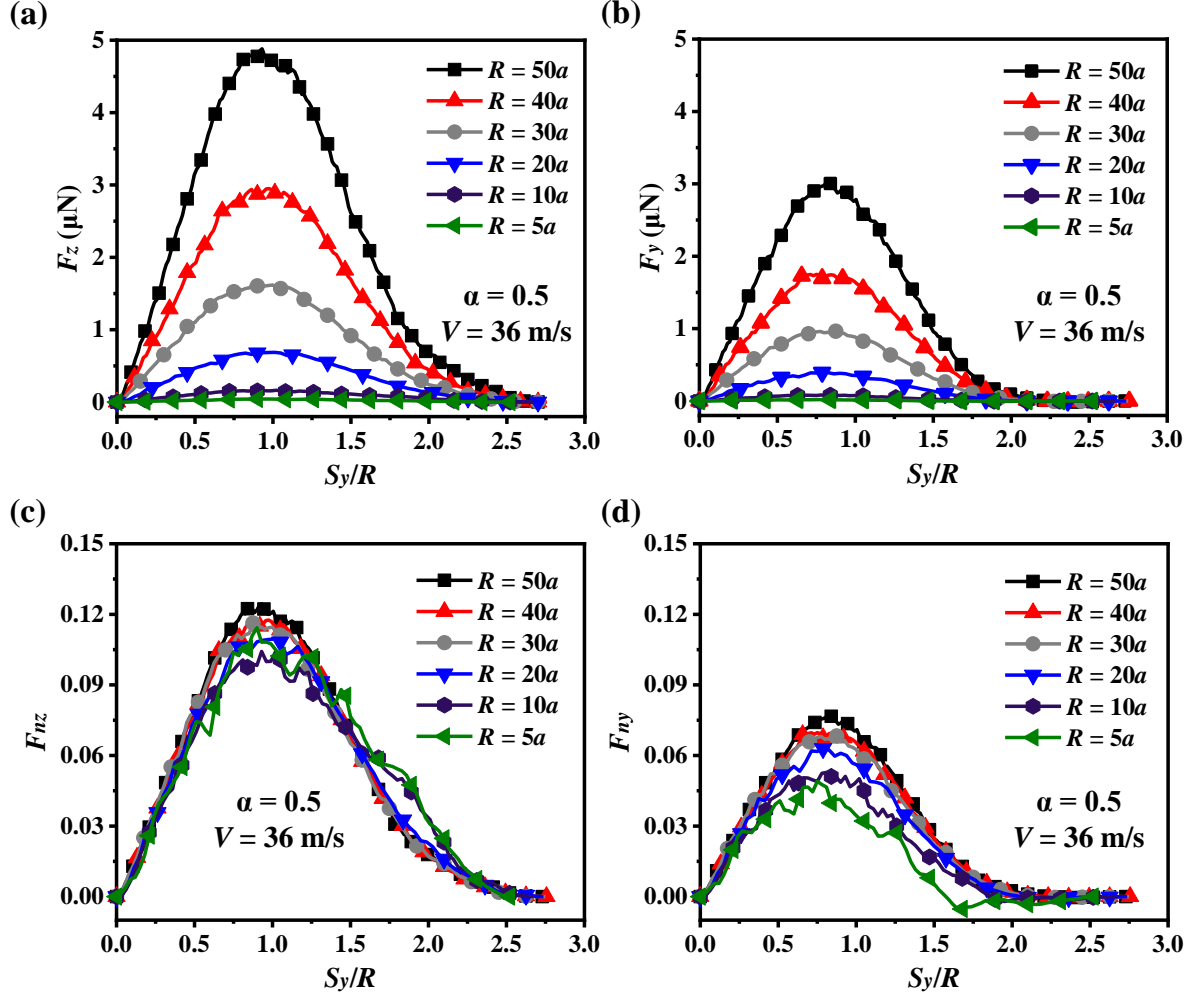 (a)
5
4
3
2
1
0
Fz (μN)
R = 50a
R = 40a
R = 30a
R = 20a
R = 10a
R = 5a
α = 0.5
V = 36 m/s
0.0 0.5 1.0 1.5 2.0 2.5 3.0
Sy/R
(b)
5
4
3
2
1
0
Fy (μN)
R = 50a
R = 40a
R = 30a
R = 20a
R = 10a
R = 5a
α = 0.5
V = 36 m/s
0.0 0.5 1.0 1.5 2.0 2.5 3.0
Sy/R
(c)
0.15
0.12
0.09
0.06
0.03
0.00
Fnz
R = 50a
R = 40a
R = 30a
R = 20a
R = 10a
R = 5a
α = 0.5
V = 36 m/s
0.0 0.5 1.0 1.5 2.0 2.5 3.0
Sy/R
(d)
0.15
0.12
0.09
0.06
0.03
0.00
Fny
R = 50a
R = 40a
R = 30a
R = 20a
R = 10a
R = 5a
α = 0.5
V = 36 m/s
0.0 0.5 1.0 1.5 2.0 2.5 3.0
Sy/R